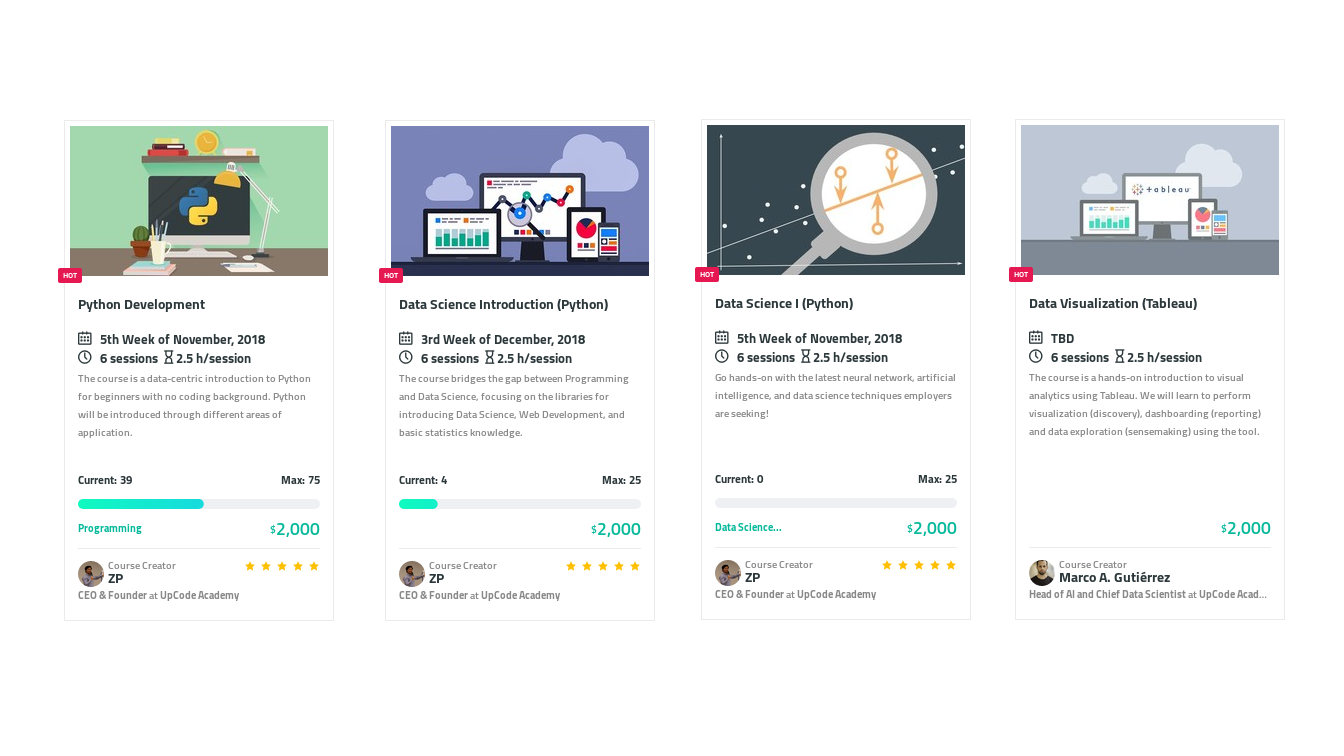 HOT
Python Development
5th Week of November, 2018
6 sessions 2.5 h/session
The course is a data-centric introduction to Python
for beginners with no coding background. Python
will be introduced through different areas of
application.
Current: 39 Max: 75
Programming $2,000
Course Creator
ZP
CEO & Founder at UpCode Academy
HOT
Data Science Introduction (Python)
3rd Week of December, 2018
6 sessions 2.5 h/session
The course bridges the gap between Programming
and Data Science, focusing on the libraries for
introducing Data Science, Web Development, and
basic statistics knowledge.
Current: 4 Max: 25
$2,000
Course Creator
ZP
CEO & Founder at UpCode Academy
HOT
Data Science I (Python)
5th Week of November, 2018
6 sessions 2.5 h/session
Go hands-on with the latest neural network, artificial
intelligence, and data science techniques employers
are seeking!
Current: 0 Max: 25
Data Science... $2,000
Course Creator
ZP
CEO & Founder at UpCode Academy
+ableau
HOT
Data Visualization (Tableau)
TBD
6 sessions 2.5 h/session
The course is a hands-on introduction to visual
analytics using Tableau. We will learn to perform
visualization (discovery), dashboarding (reporting)
and data exploration (sensemaking) using the tool.
$2,000
Course Creator
Marco A. Gutiérrez
Head of AI and Chief Data Scientist at UpCode Acad...